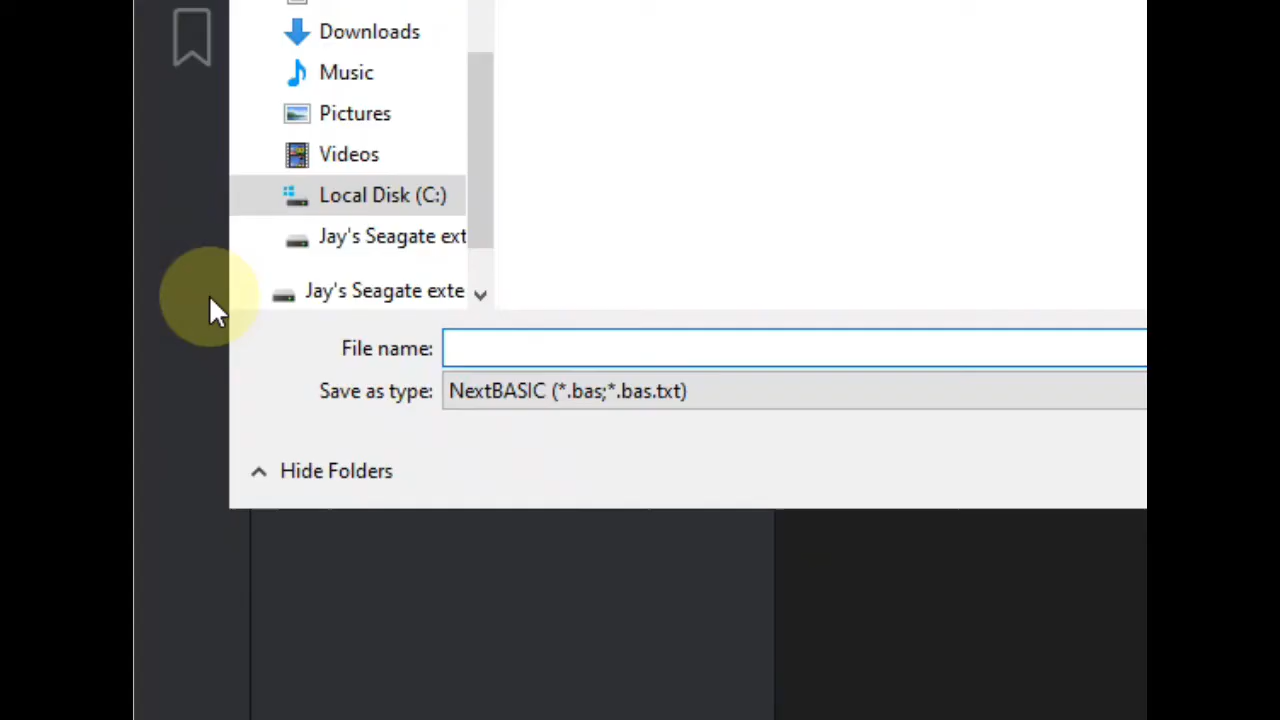 Downloads
Music
Pictures
Videos
Local Disk (C:)
Jay's Seagate ext
Jay's Seagate exte
File name:
Save as type: NextBASIC (*.bas;*.bas.txt)
Hide Folders